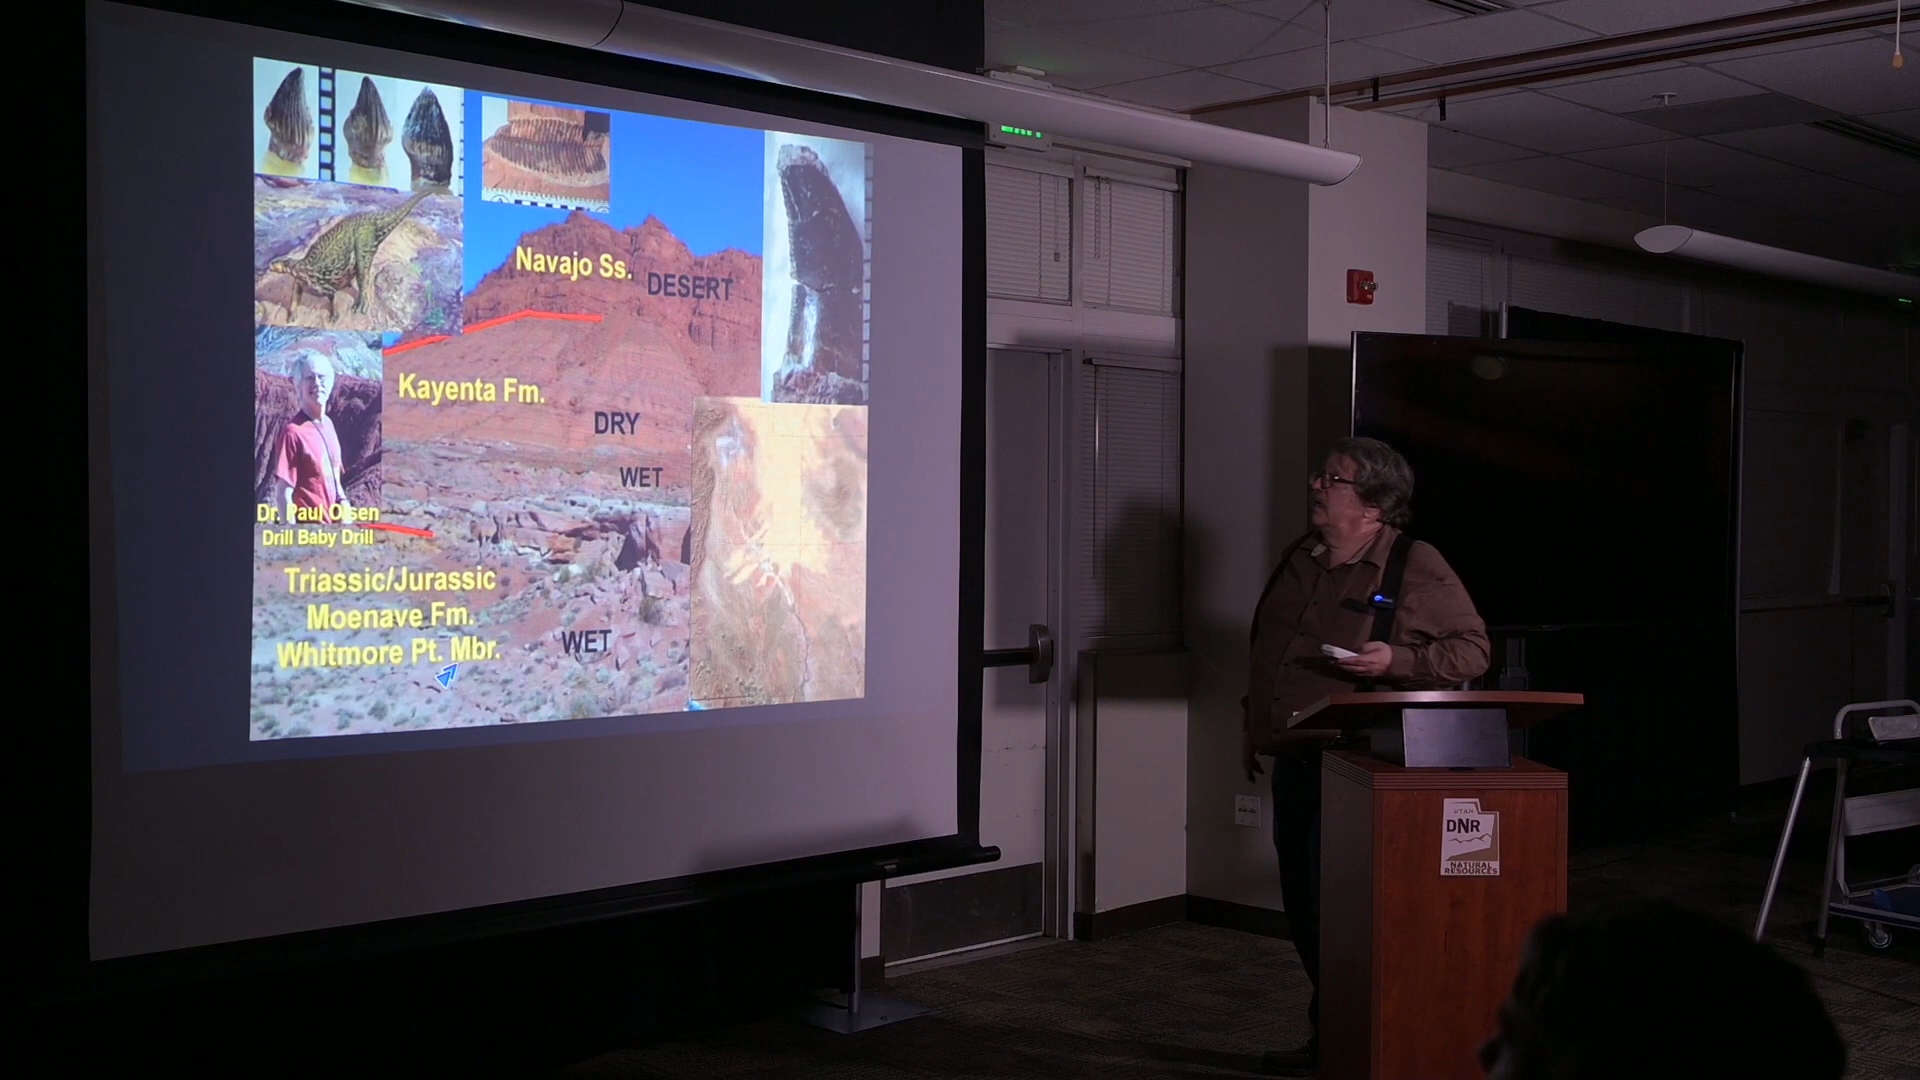 Navajo Ss.
DESERT
Kayenta Fm.
DRY
WET
Dr. Paul Olsen
Drill Baby Drill
Triassic/Jurassic
Moenave Fm.
Whitmore Pt. Mbr.
WET
UTAH
DNR
NATURAL
RESOURCES